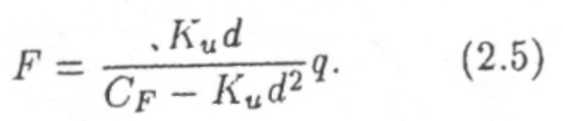 F = \frac{K_u d}{C_F - K_u d^2} q. (2.5)